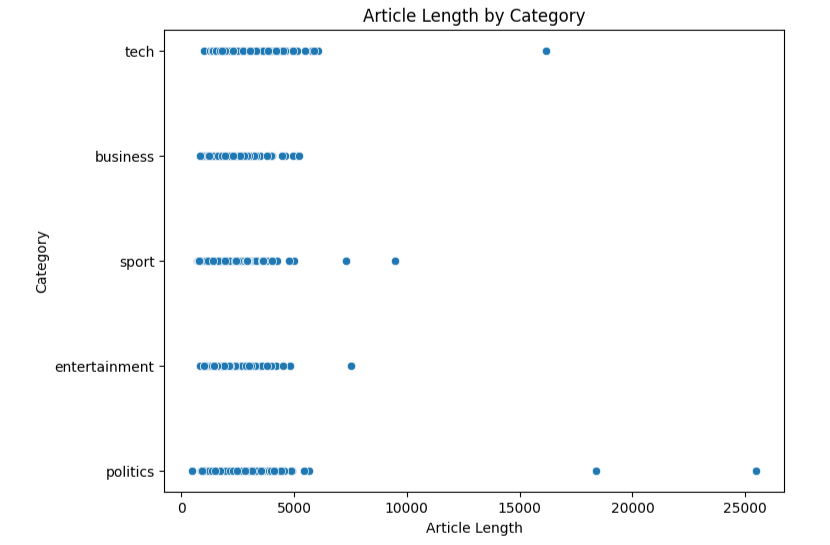 Article Length by Category
tech
business
sport
entertainment
politics
Category
0 5000 10000 15000 20000 25000
Article Length